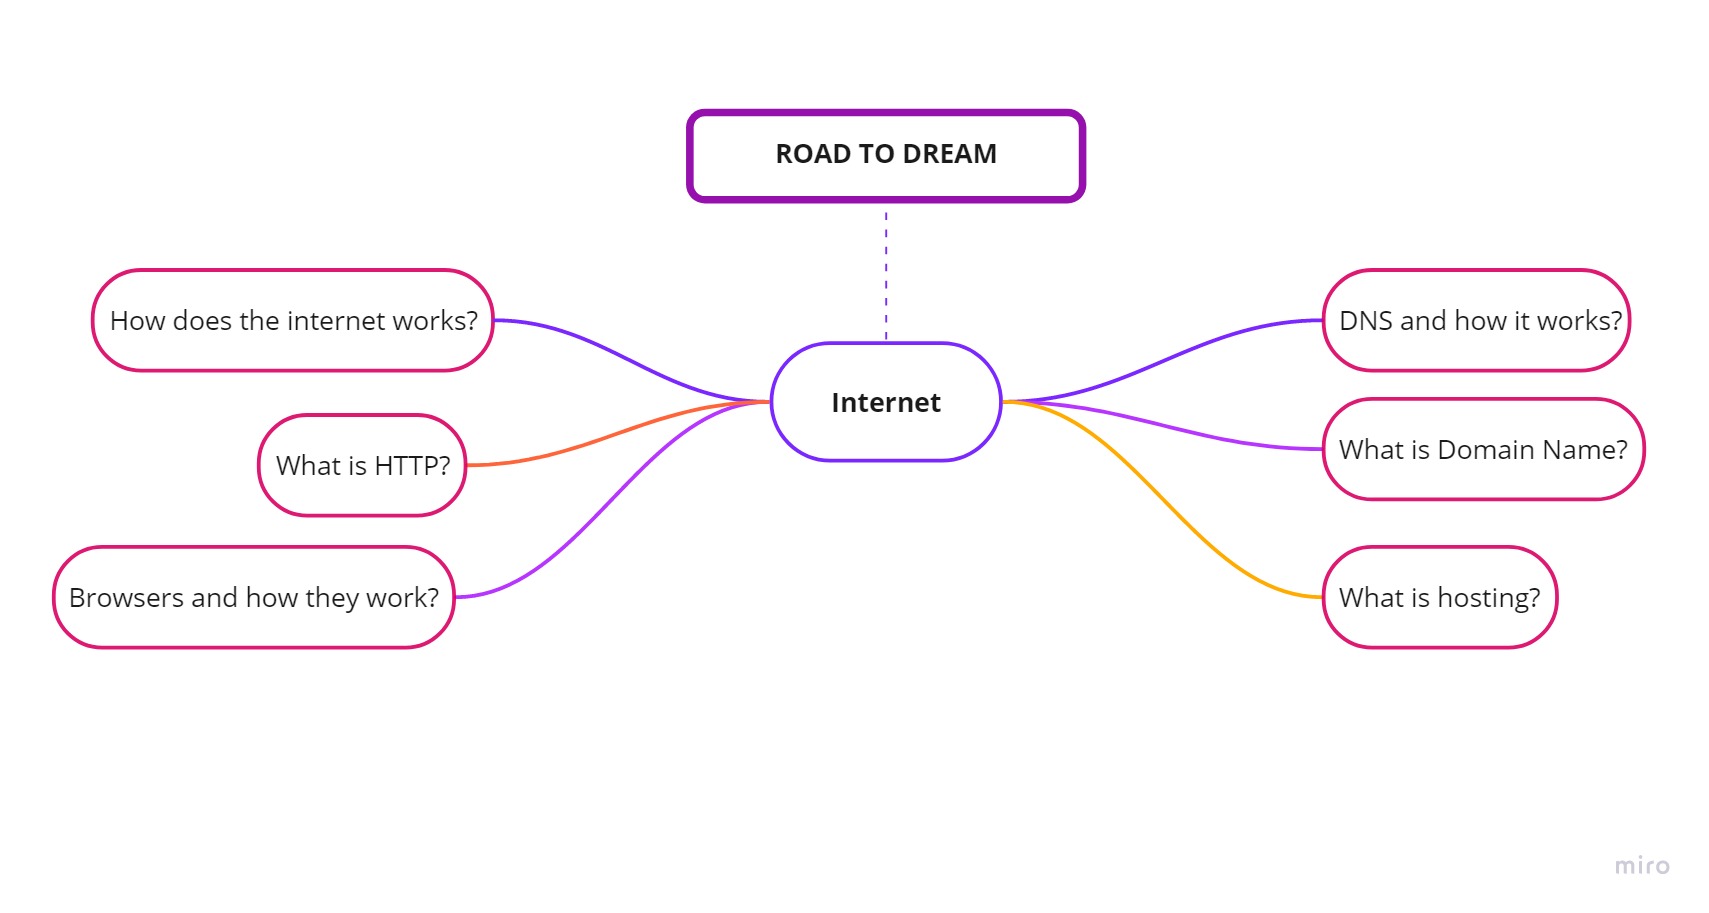 ROAD TO DREAM
How does the internet works?
DNS and how it works?
Internet
What is HTTP?
What is Domain Name?
Browsers and how they work?
What is hosting?
miro